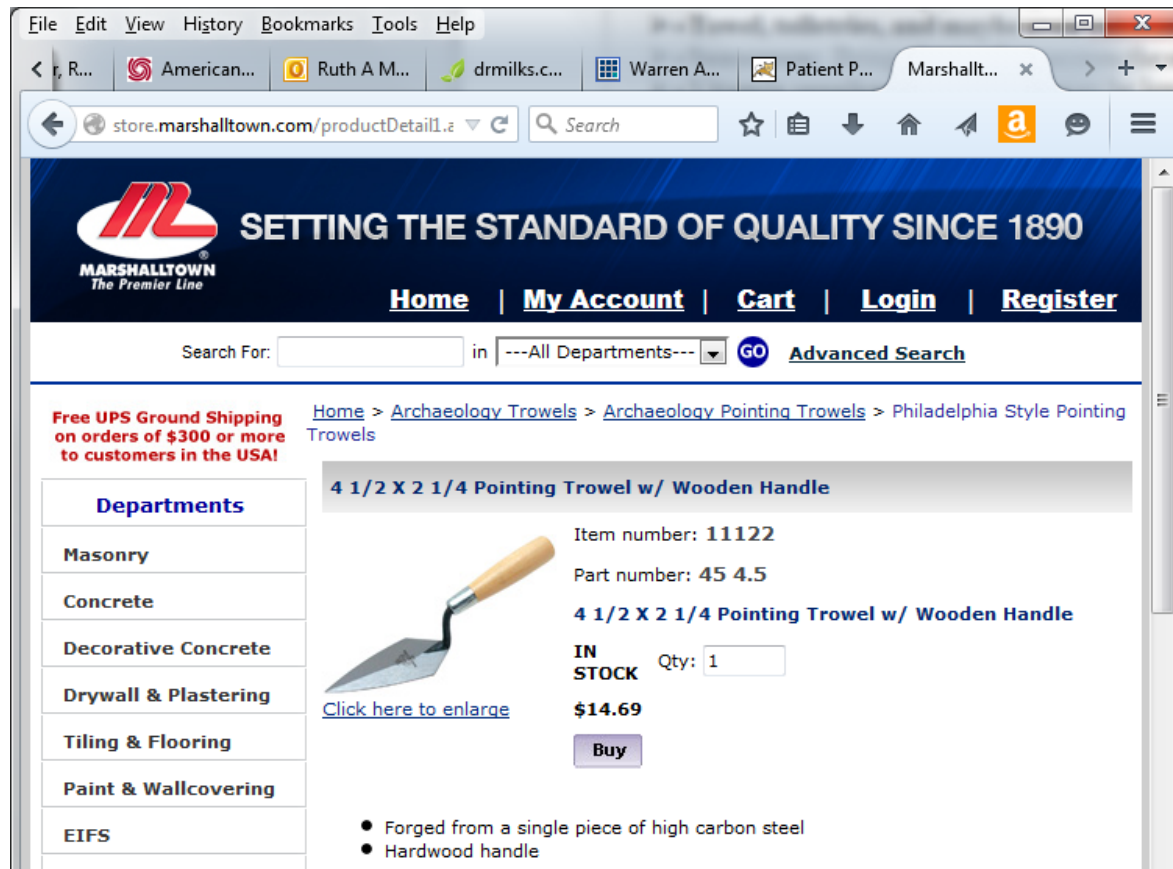 File Edit View History Bookmarks Tools Help
r, R... American... Ruth A M... drmilks.c... Warren A... Patient P... Marshallt...
store.marshalltown.com/productDetail1.a Search
SETTING THE STANDARD OF QUALITY SINCE 1890
MARSHALLTOWN
The Premier Line
Home | My Account | Cart | Login | Register
Search For: in ---All Departments--- GO Advanced Search
Free UPS Ground Shipping
on orders of $300 or more
to customers in the USA!
Home > Archaeology Trowels > Archaeology Pointing Trowels > Philadelphia Style Pointing
Trowels
4 1/2 X 2 1/4 Pointing Trowel w/ Wooden Handle
Departments
Masonry
Concrete
Decorative Concrete
Drywall & Plastering
Tiling & Flooring
Paint & Wallcovering
EIFS
Click here to enlarge
Item number: 11122
Part number: 45 4.5
4 1/2 X 2 1/4 Pointing Trowel w/ Wooden Handle
IN
STOCK Qty: 1
$14.69
Buy
● Forged from a single piece of high carbon steel
● Hardwood handle